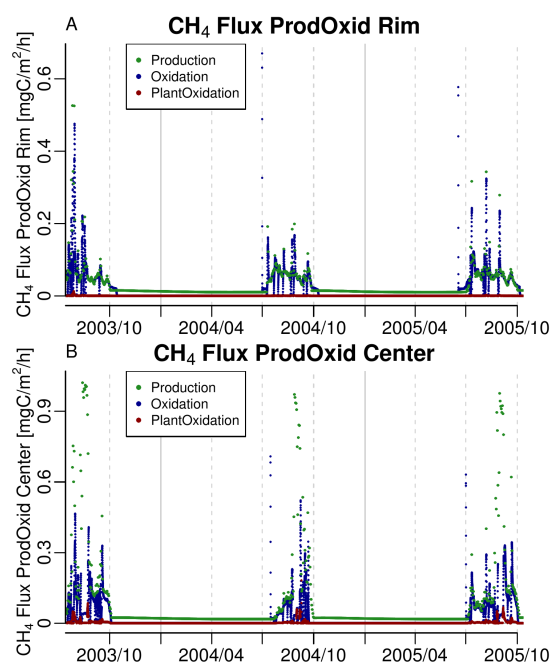 A
CH₄ Flux ProdOxid Rim
CH₄ Flux ProdOxid Rim [mgC/m²/h]
0.6
0.4
0.2
0
Production
Oxidation
PlantOxidation
2003/10
2004/04
2004/10
2005/04
2005/10
B
CH₄ Flux ProdOxid Center
CH₄ Flux ProdOxid Center [mgC/m²/h]
0.9
0.6
0.3
0
Production
Oxidation
PlantOxidation
2003/10
2004/04
2004/10
2005/04
2005/10